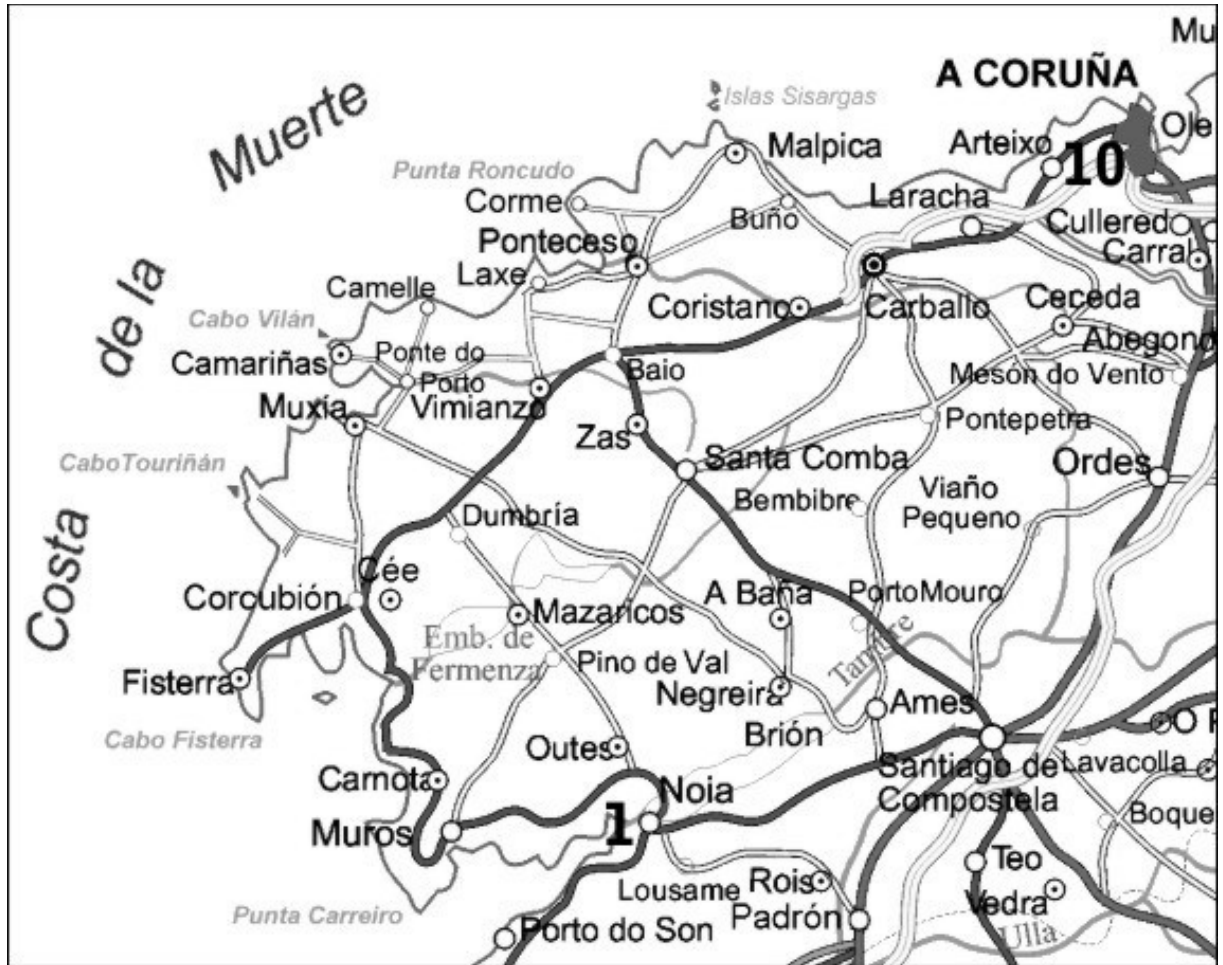 Mu
A CORUÑA
Islas Sisargas
Muerte
Arteixo
Ole
Malpica
10
Punta Roncudo
Corme
Laracha
Buño
Cullered
Ponteceso
Carral
Laxe
de la
Camelle
Coristano
Carballo
Ceceda
Cabo Vilán
Abegond
Camariñas
Ponte do
Porto
Baio
Mesón do Vento
Muxía
Vimianzo
Pontepetra
Zas
Cabo Touriñán
Santa Comba
Ordes
Bembibre
Viaño
Pequeno
Dumbría
Costa
Cée
Corcubión
A Baña
PortoMouro
Mazaricos
Emb. de
Fermenza
Tambre
Pino de Val
Fisterra
Negreira
Ames
Brión
O P
Cabo Fisterra
Outes
Santiago de
Compostela
Lavacolla
Carnota
Noia
Boque
Muros
1
Teo
Lousame
Rois
Vedra
Punta Carreiro
Padrón
Porto do Son
Ulla